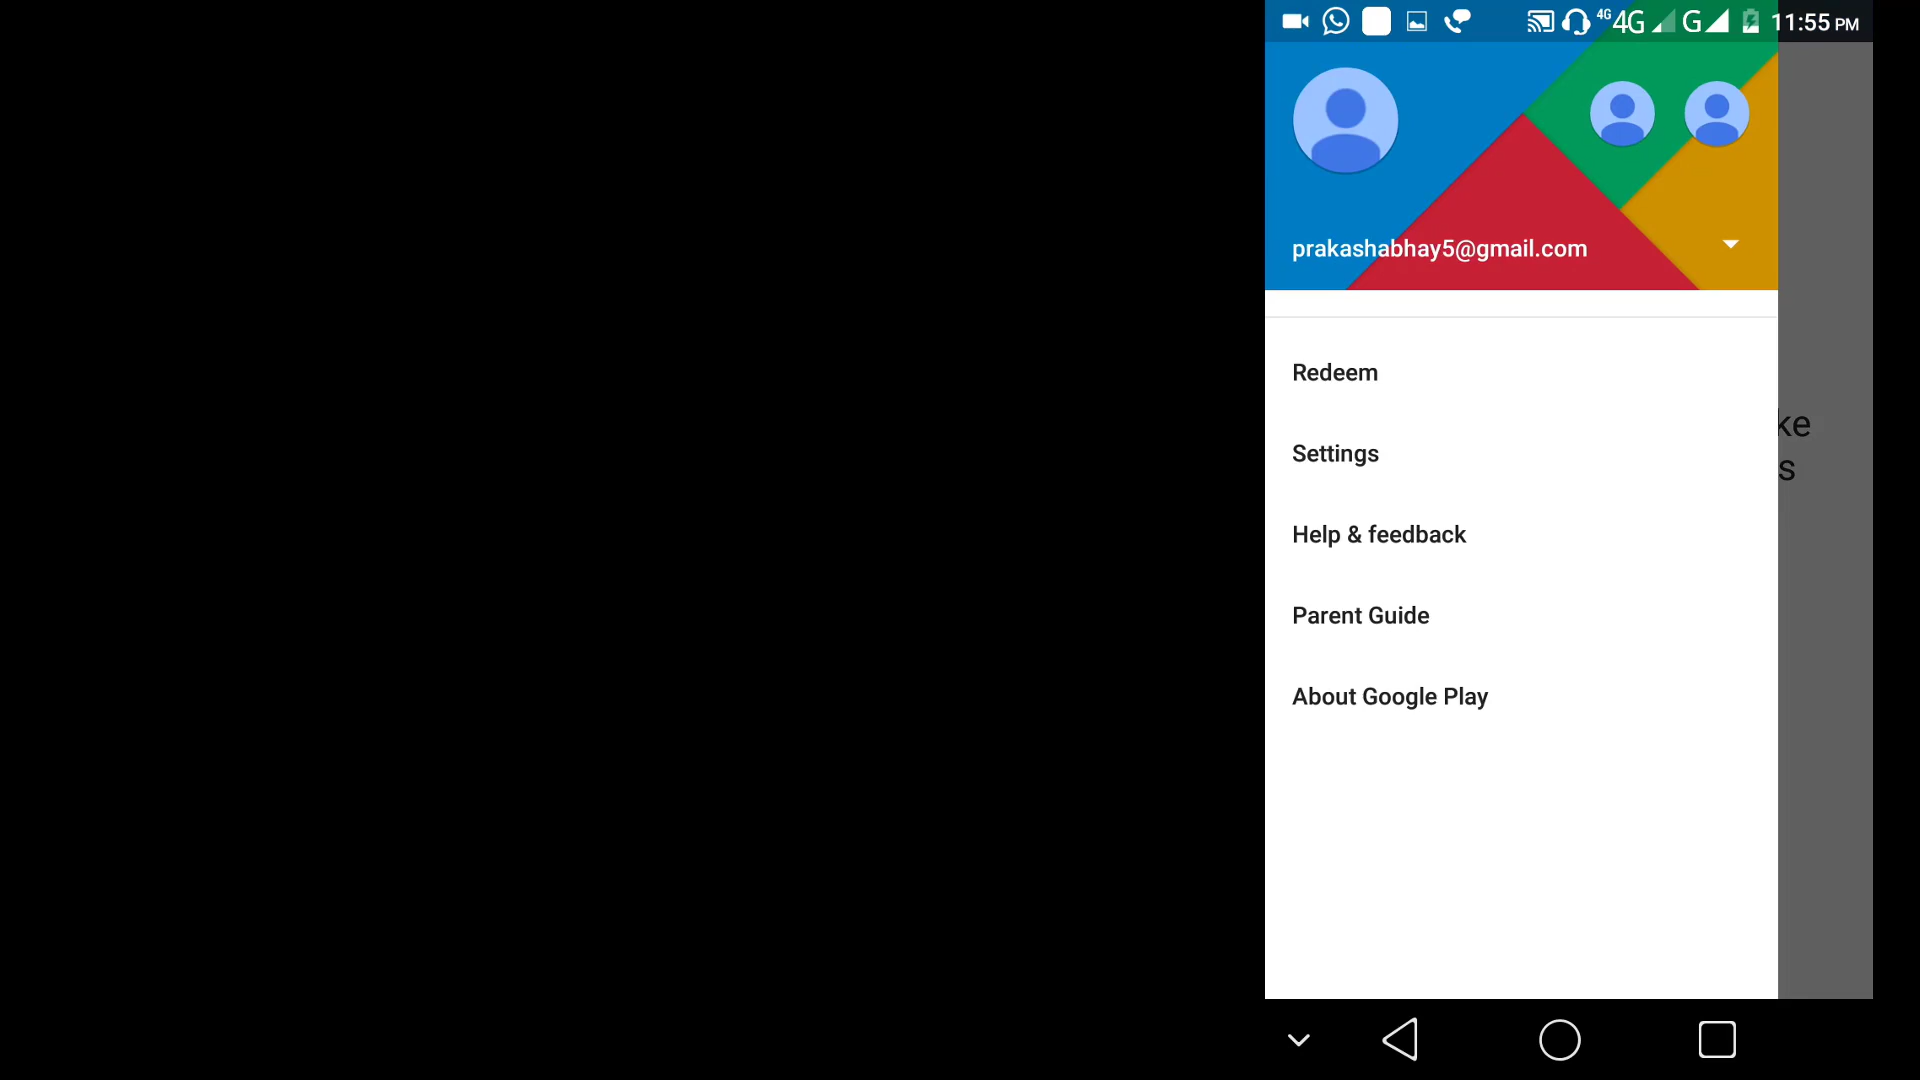 4G 4G G 11:55 PM
prakashabhay5@gmail.com
Redeem
ke
Settings
s
Help & feedback
Parent Guide
About Google Play